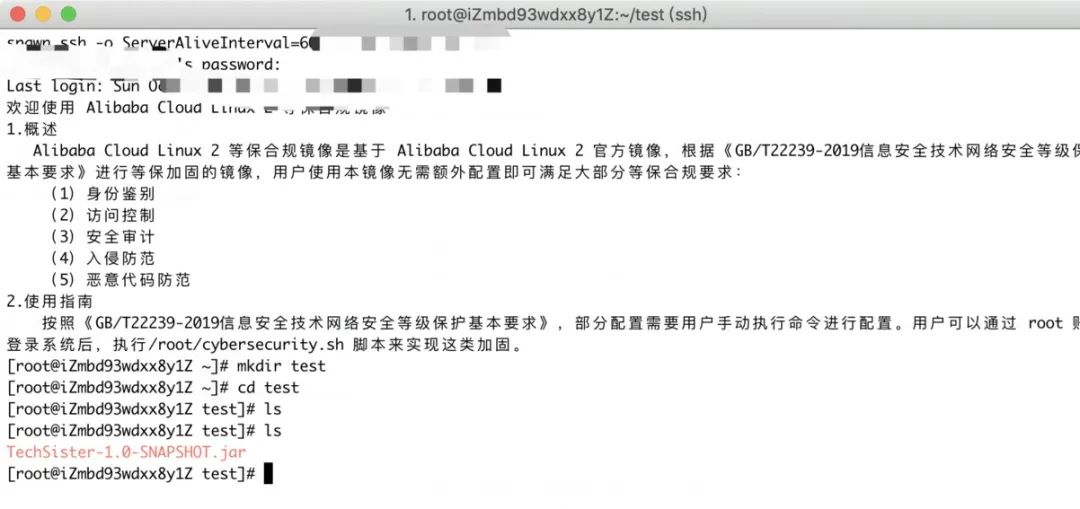 1. root@iZmbd93wdxx8y1Z:~/test (ssh)
spawn ssh -o ServerAliveInterval=6
's password:
Last login: Sun
欢迎使用 Alibaba Cloud Linux 2 等保合规镜像
1.概述
Alibaba Cloud Linux 2 等保合规镜像是基于 Alibaba Cloud Linux 2 官方镜像，根据《GB/T22239-2019信息安全技术网络安全等级保
基本要求》进行等保加固的镜像，用户使用本镜像无需额外配置即可满足大部分等保合规要求：
（1）身份鉴别
（2）访问控制
（3）安全审计
（4）入侵防范
（5）恶意代码防范
2.使用指南
按照《GB/T22239-2019信息安全技术网络安全等级保护基本要求》，部分配置需要用户手动执行命令进行配置。用户可以通过 root
登录系统后，执行/root/cybersecurity.sh 脚本来实现这类加固。
[root@iZmbd93wdxx8y1Z ~]# mkdir test
[root@iZmbd93wdxx8y1Z ~]# cd test
[root@iZmbd93wdxx8y1Z test]# ls
[root@iZmbd93wdxx8y1Z test]# ls
TechSister-1.0-SNAPSHOT.jar
[root@iZmbd93wdxx8y1Z test]#